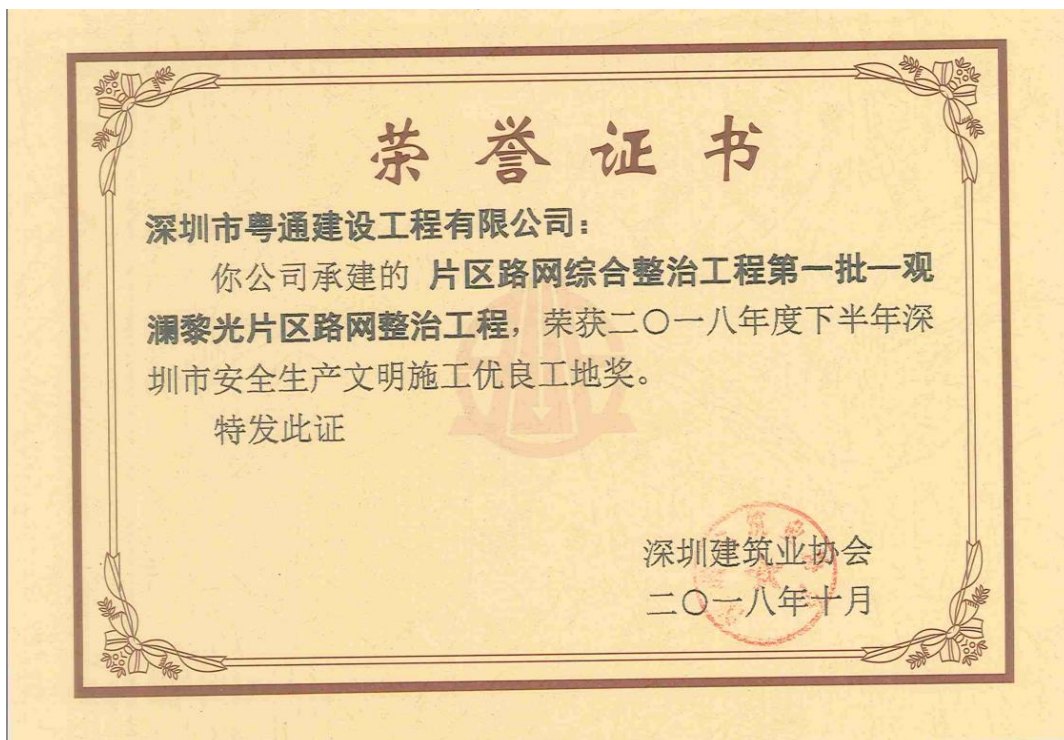 荣誉证书
深圳市粤通建设工程有限公司：
你公司承建的 片区路网综合整治工程第一批—观
澜黎光片区路网整治工程，荣获二〇一八年度下半年深
圳市安全生产文明施工优良工地奖。
特发此证
深圳建筑业协会
二〇一八年十月